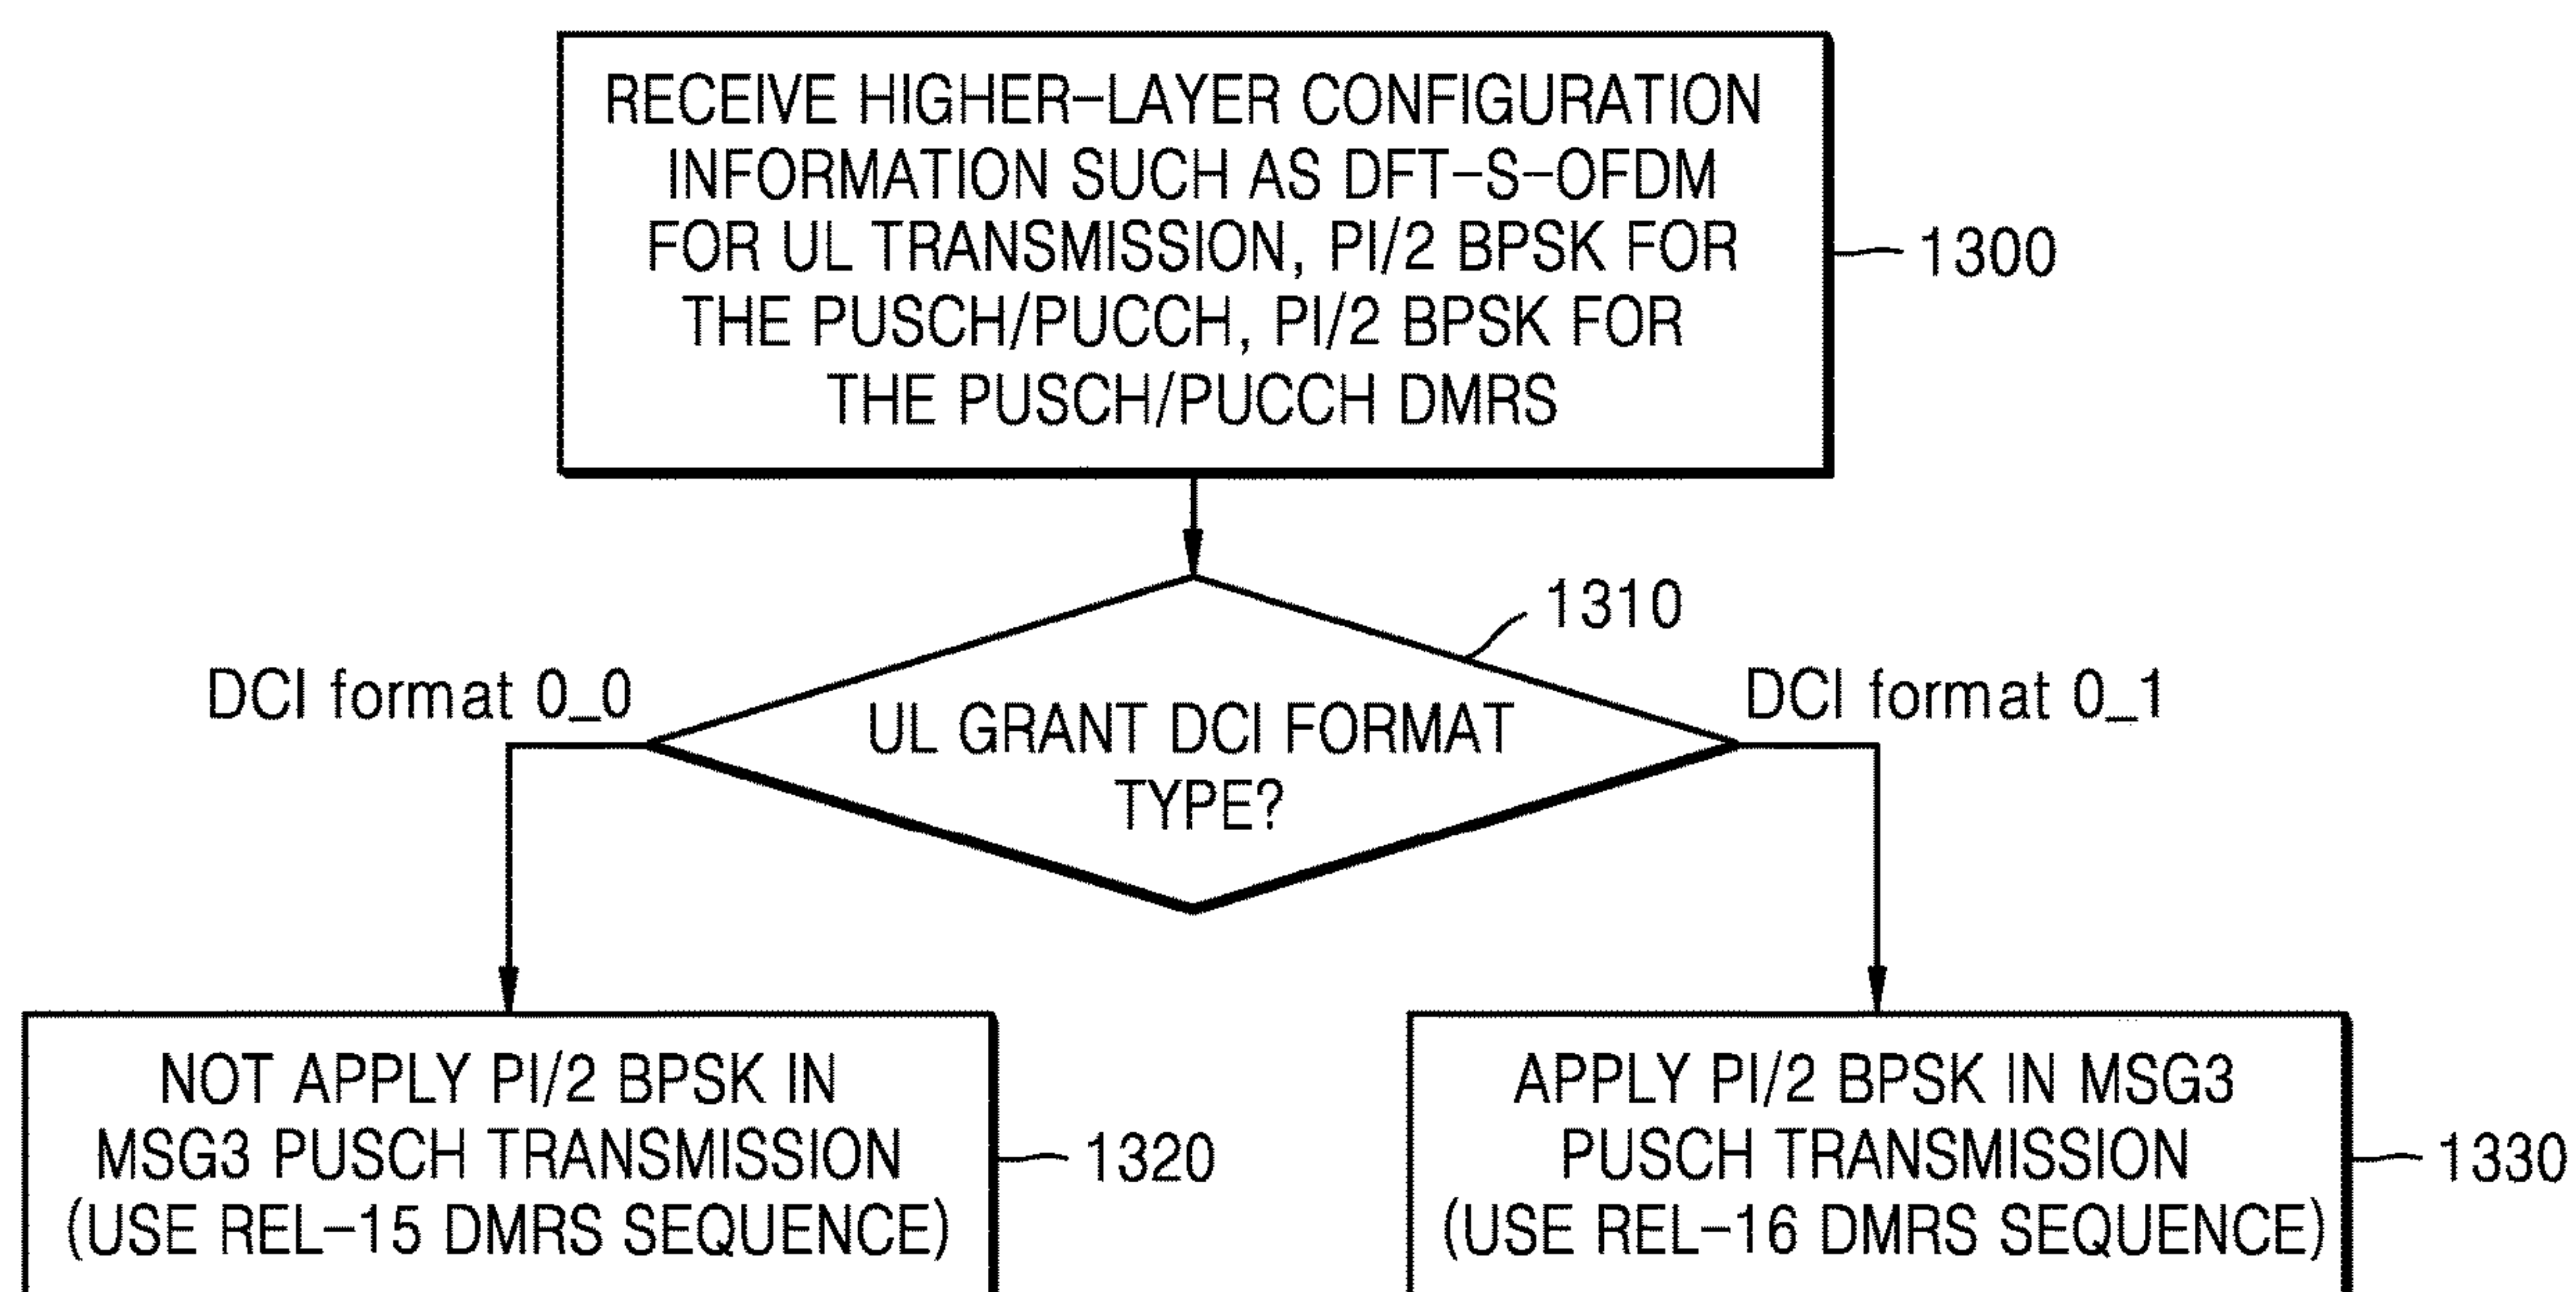 RECEIVE HIGHER-LAYER CONFIGURATION
INFORMATION SUCH AS DFT-S-OFDM
FOR UL TRANSMISSION, PI/2 BPSK FOR
THE PUSCH/PUCCH, PI/2 BPSK FOR
THE PUSCH/PUCCH DMRS
1300
1310
DCI format 0_0
UL GRANT DCI FORMAT
TYPE?
DCI format 0_1
NOT APPLY PI/2 BPSK IN
MSG3 PUSCH TRANSMISSION
(USE REL-15 DMRS SEQUENCE)
1320
APPLY PI/2 BPSK IN MSG3
PUSCH TRANSMISSION
(USE REL-16 DMRS SEQUENCE)
1330